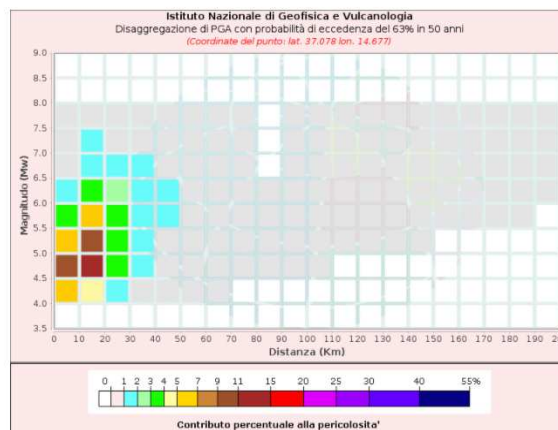 Istituto Nazionale di Geofisica e Vulcanologia
Disaggregazione di PGA con probabilità di eccedenza del 63% in 50 anni
(Coordinate del punto: lat. 37.078 lon. 14.677)
Magnitudo (Mw)
9.0
8.5
8.0
7.5
7.0
6.5
6.0
5.5
5.0
4.5
4.0
3.5
0 10 20 30 40 50 60 70 80 90 100 110 120 130 140 150 160 170 180 190 20
Distanza (Km)
0 1 2 3 4 5 7 9 11 15 20 25 30 40 55%
Contributo percentuale alla pericolosita'